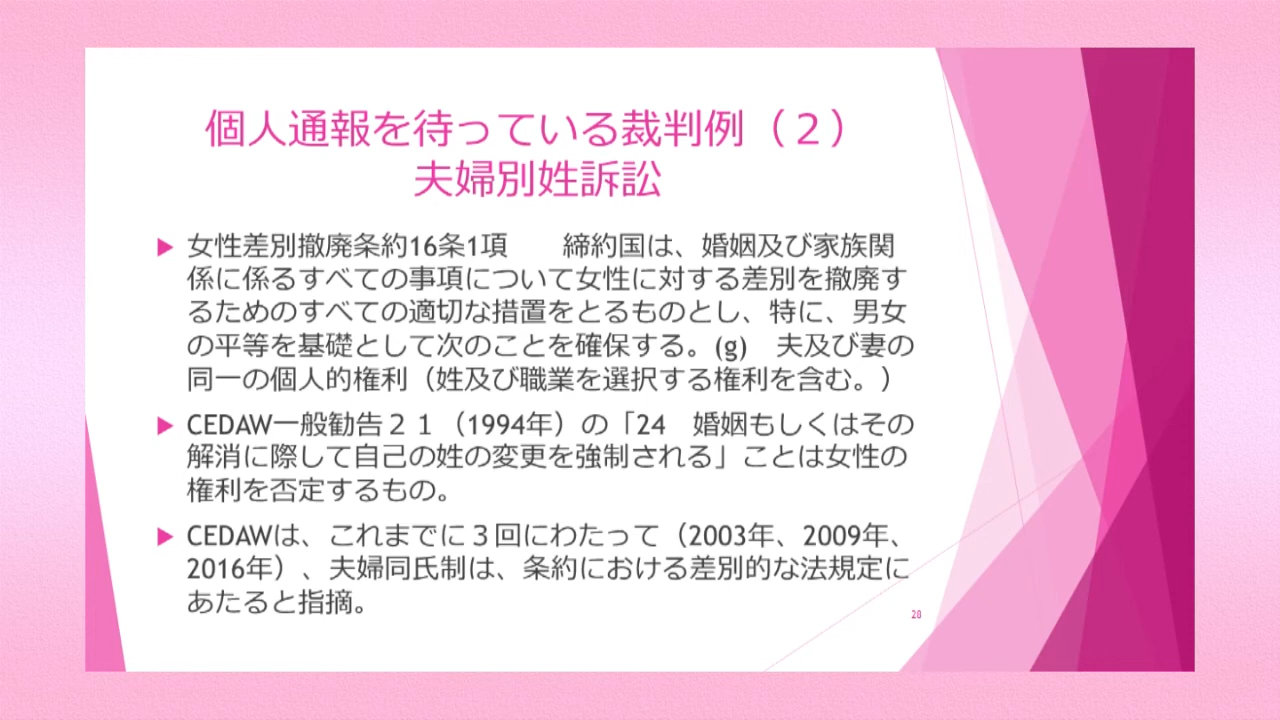 個人通報を待っている裁判例（２）
夫婦別姓訴訟
▶ 女性差別撤廃条約16条1項　　締約国は、婚姻及び家族関
係に係るすべての事項について女性に対する差別を撤廃す
るためのすべての適切な措置をとるものとし、特に、男女
の平等を基礎として次のことを確保する。(g)　夫及び妻の
同一の個人的権利（姓及び職業を選択する権利を含む。）
▶ CEDAW一般勧告２１（1994年）の「24　婚姻もしくはその
解消に際して自己の姓の変更を強制される」ことは女性の
権利を否定するもの。
▶ CEDAWは、これまでに３回にわたって（2003年、2009年、
2016年）、夫婦同氏制は、条約における差別的な法規定に
あたると指摘。
28